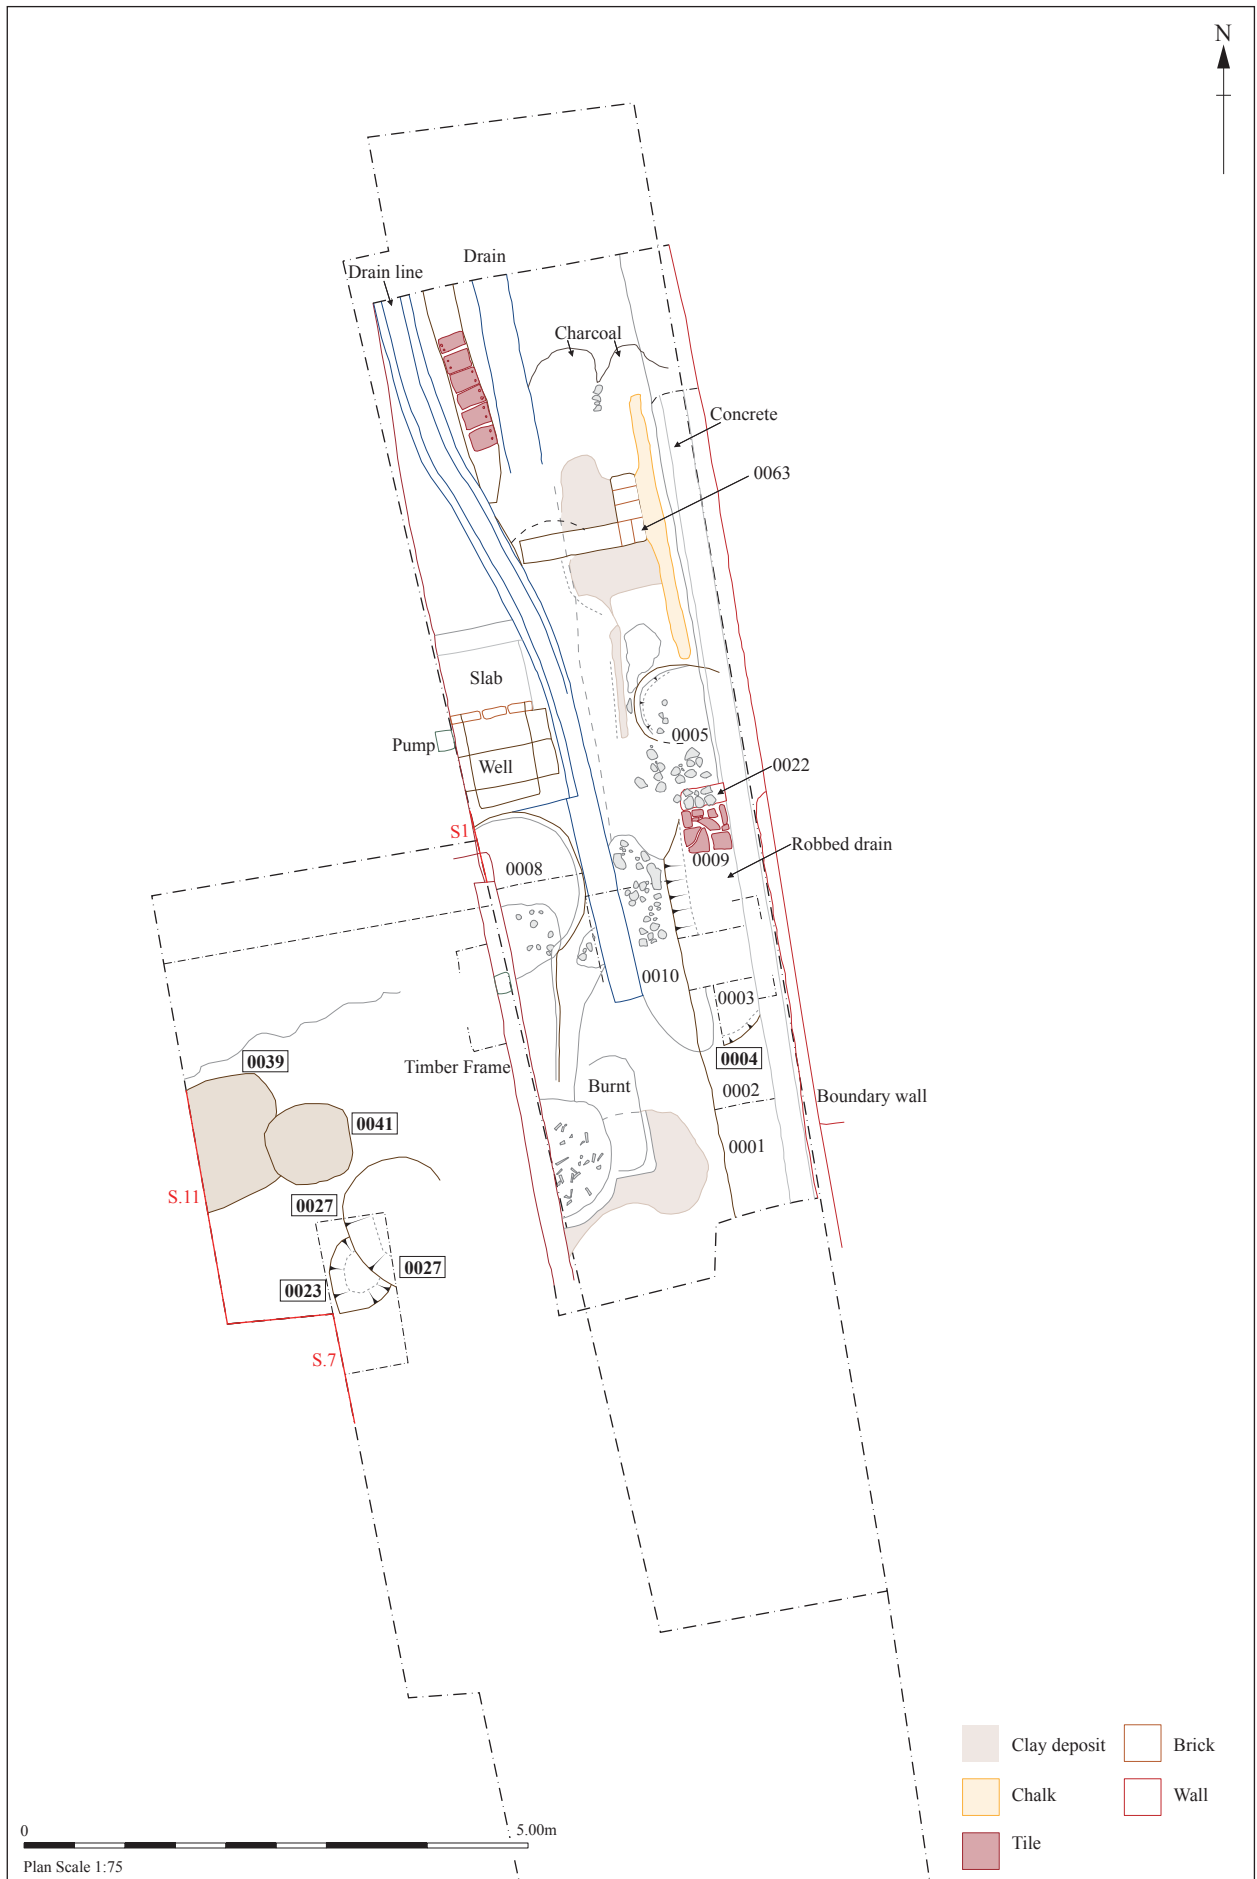 N
Drain
Drain line
Charcoal
Concrete
0063
Slab
0005
Pump
Well
0022
S1
Robbed drain
0009
0008
0010
0003
0004
0039
Timber Frame
Burnt
0002
Boundary wall
0041
0001
S.11
0027
0027
0023
S.7
Clay deposit
Brick
Chalk
Wall
Tile
0
5.00m
Plan Scale 1:75